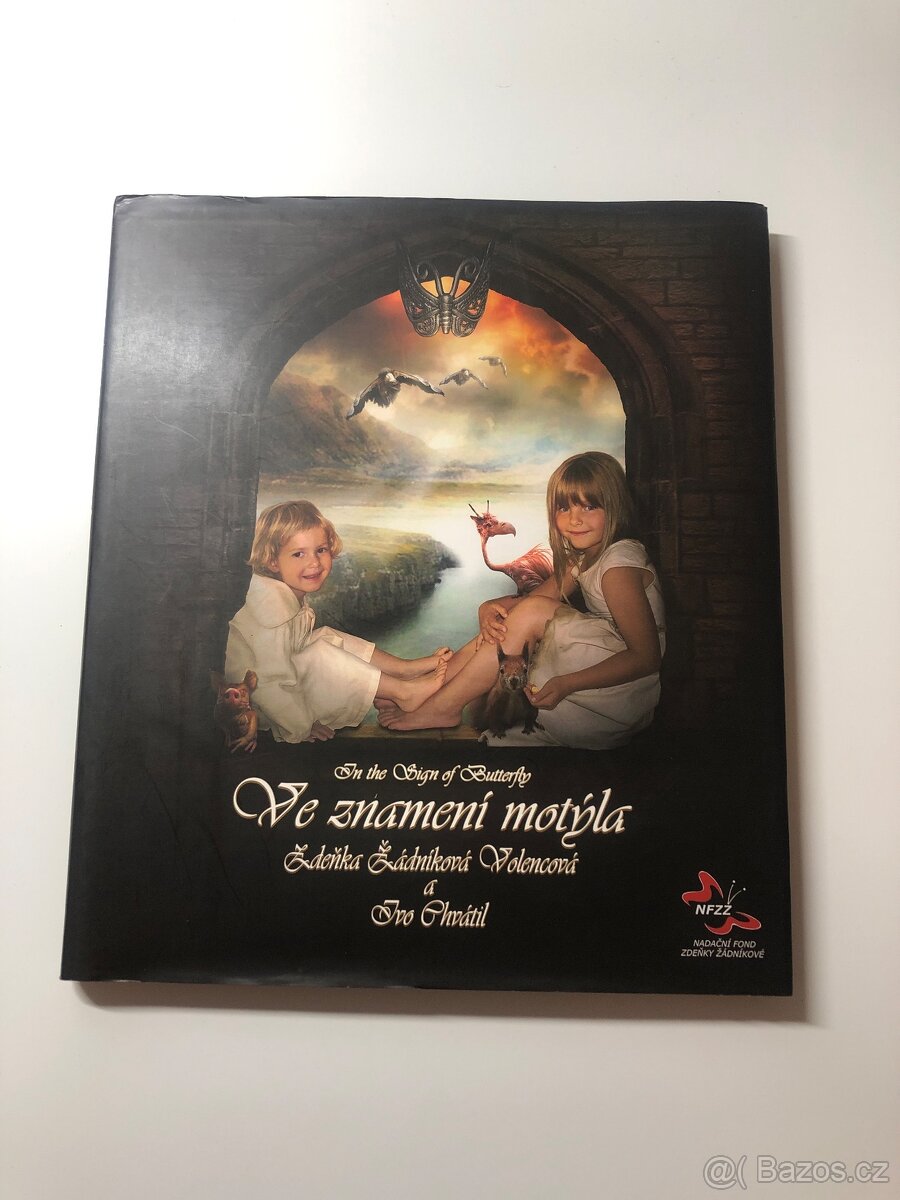 In the Sign of Butterfly
Ve znamení motýla
Zdeňka Žádníková Volencová
a
Ivo Chvátil
NFZZ
NADAČNÍ FOND
ZDEŇKY ŽÁDNÍKOVÉ
@( Bazos.cz